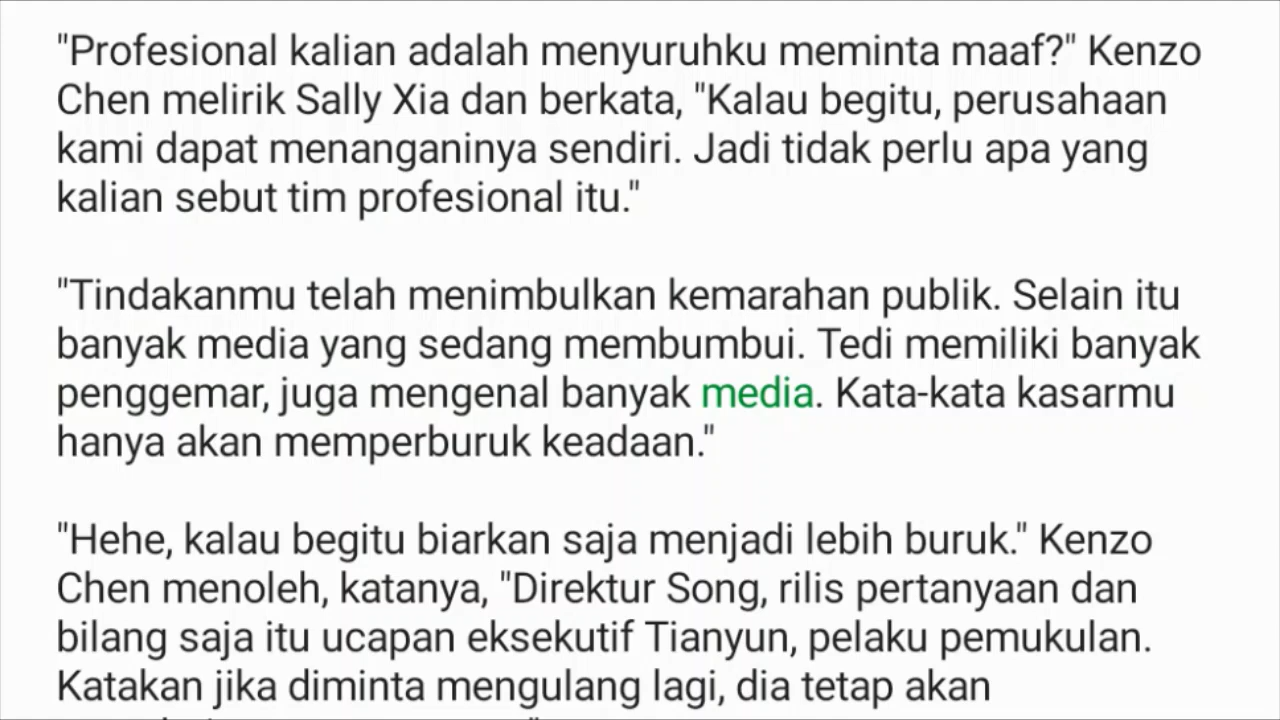 "Profesional kalian adalah menyuruhku meminta maaf?" Kenzo
Chen melirik Sally Xia dan berkata, "Kalau begitu, perusahaan
kami dapat menanganinya sendiri. Jadi tidak perlu apa yang
kalian sebut tim profesional itu."
"Tindakanmu telah menimbulkan kemarahan publik. Selain itu
banyak media yang sedang membumbui. Tedi memiliki banyak
penggemar, juga mengenal banyak media. Kata-kata kasarmu
hanya akan memperburuk keadaan."
"Hehe, kalau begitu biarkan saja menjadi lebih buruk." Kenzo
Chen menoleh, katanya, "Direktur Song, rilis pertanyaan dan
bilang saja itu ucapan eksekutif Tianyun, pelaku pemukulan.
Katakan jika diminta mengulang lagi, dia tetap akan